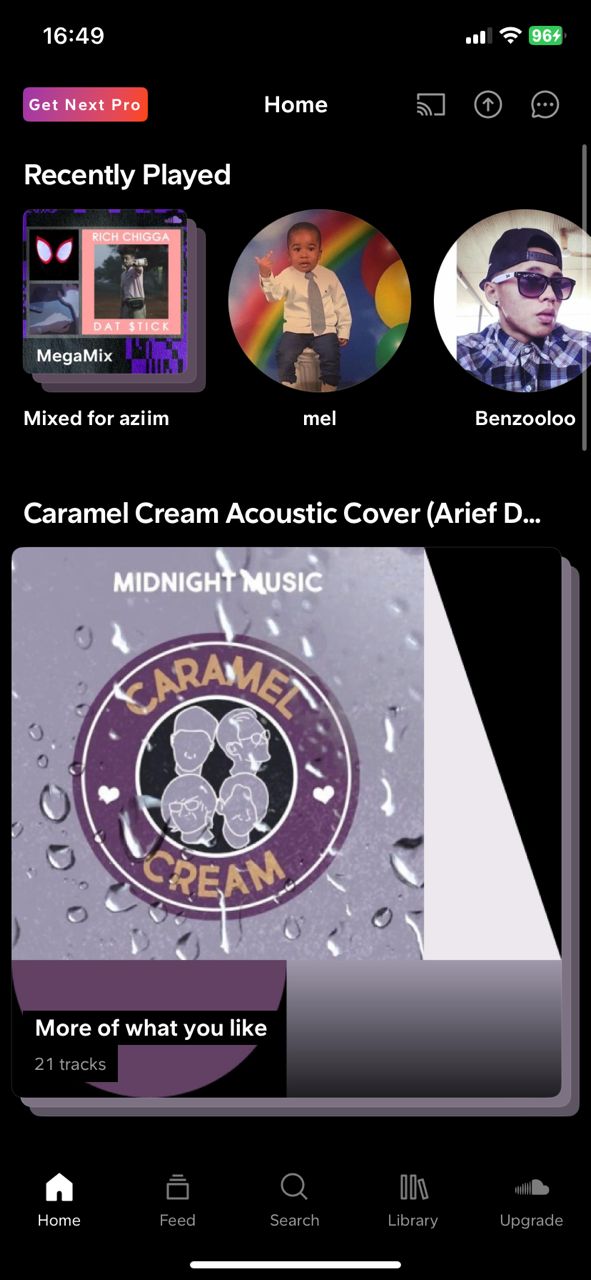 16:49
96
Get Next Pro
Home
Recently Played
RICH CHIGGA
DAT $TICK
MegaMix
Mixed for aziim
mel
Benzooloo
Caramel Cream Acoustic Cover (Arief D...
MIDNIGHT MUSIC
CARAMEL
CREAM
More of what you like
21 tracks
Home
Feed
Search
Library
Upgrade